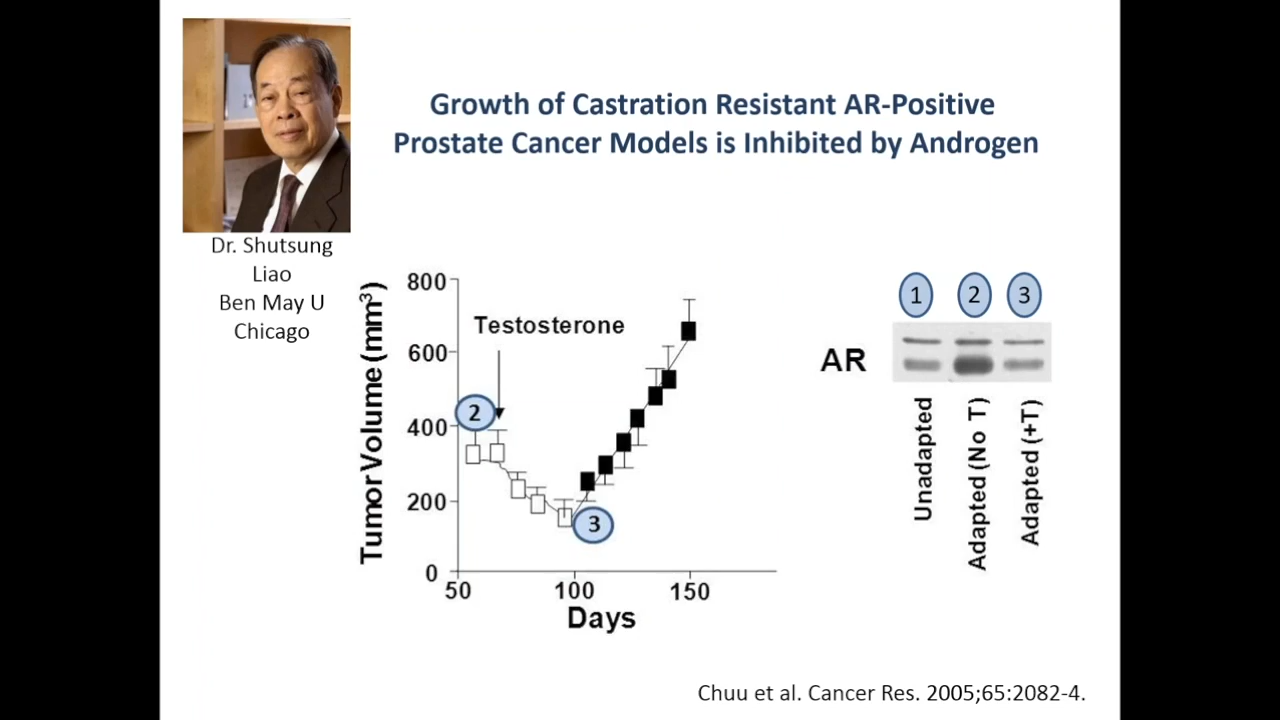 Growth of Castration Resistant AR-Positive
Prostate Cancer Models is Inhibited by Androgen
Dr. Shutsung
Liao
Ben May U
Chicago
Tumor Volume (mm³)
800
600
400
200
0
50
100
150
Days
Testosterone
2
3
1
2
3
AR
Unadapted
Adapted (No T)
Adapted (+T)
Chuu et al. Cancer Res. 2005;65:2082-4.